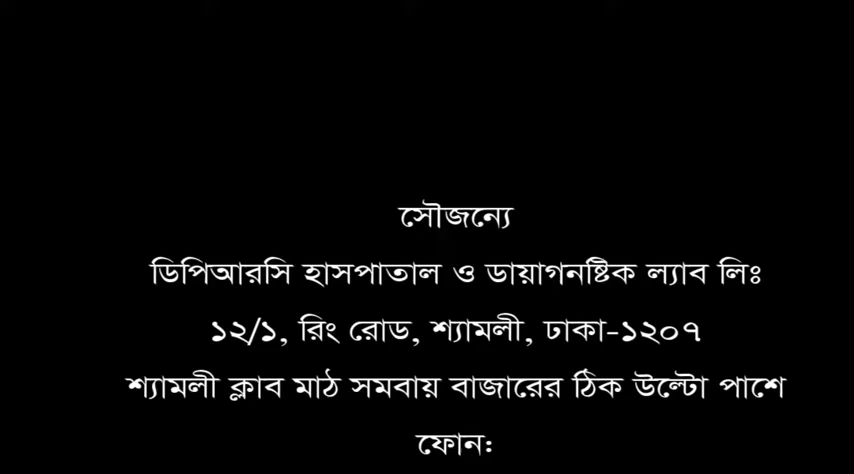 সৌজন্যে
ডিপিআরসি হাসপাতাল ও ডায়াগনষ্টিক ল্যাব লিঃ
১২/১, রিং রোড, শ্যামলী, ঢাকা-১২০৭
শ্যামলী ক্লাব মাঠ সমবায় বাজারের ঠিক উল্টো পাশে
ফোন: